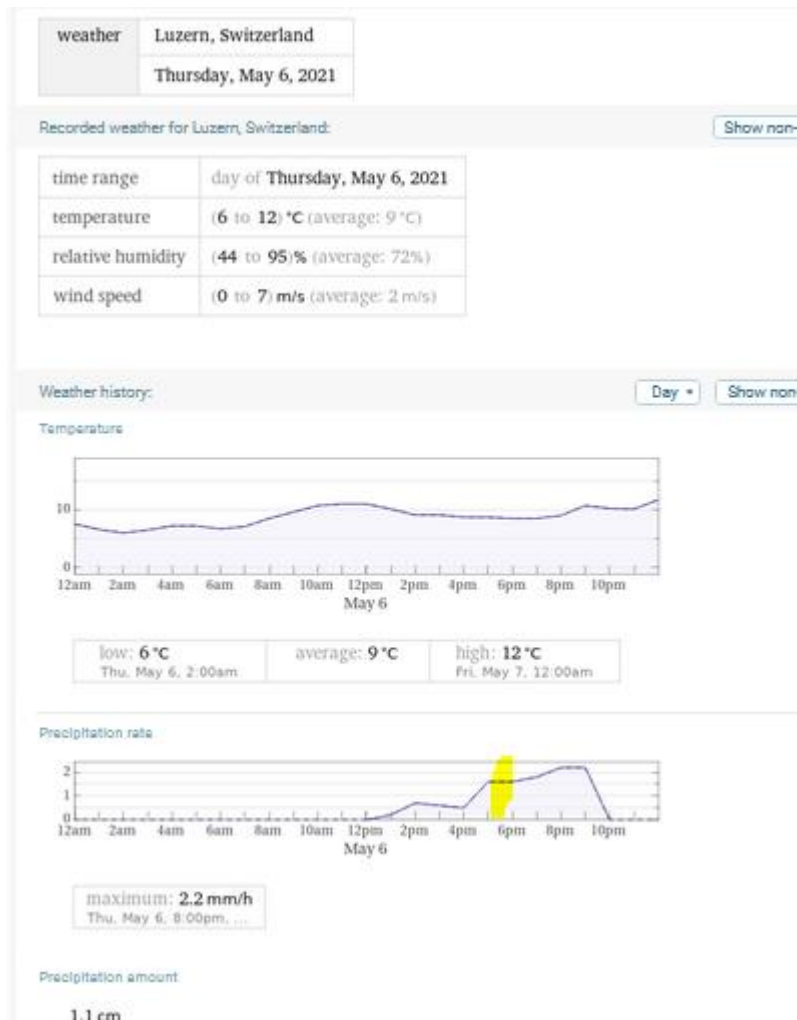 weather Luzern, Switzerland
Thursday, May 6, 2021
Recorded weather for Luzern, Switzerland:
Show non-
time range day of Thursday, May 6, 2021
temperature (6 to 12) °C (average: 9 °C)
relative humidity (44 to 95)% (average: 72%)
wind speed (0 to 7) m/s (average: 2 m/s)
Weather history:
Day
Show non-
Temperature
10
0
12am 2am 4am 6am 8am 10am 12pm 2pm 4pm 6pm 8pm 10pm
May 6
low: 6 °C average: 9 °C high: 12 °C
Thu, May 6, 2:00am Fri, May 7, 12:00am
Precipitation rate
2
1
0
12am 2am 4am 6am 8am 10am 12pm 2pm 4pm 6pm 8pm 10pm
May 6
maximum: 2.2 mm/h
Thu, May 6, 8:00pm, ...
Precipitation amount
1.1 cm